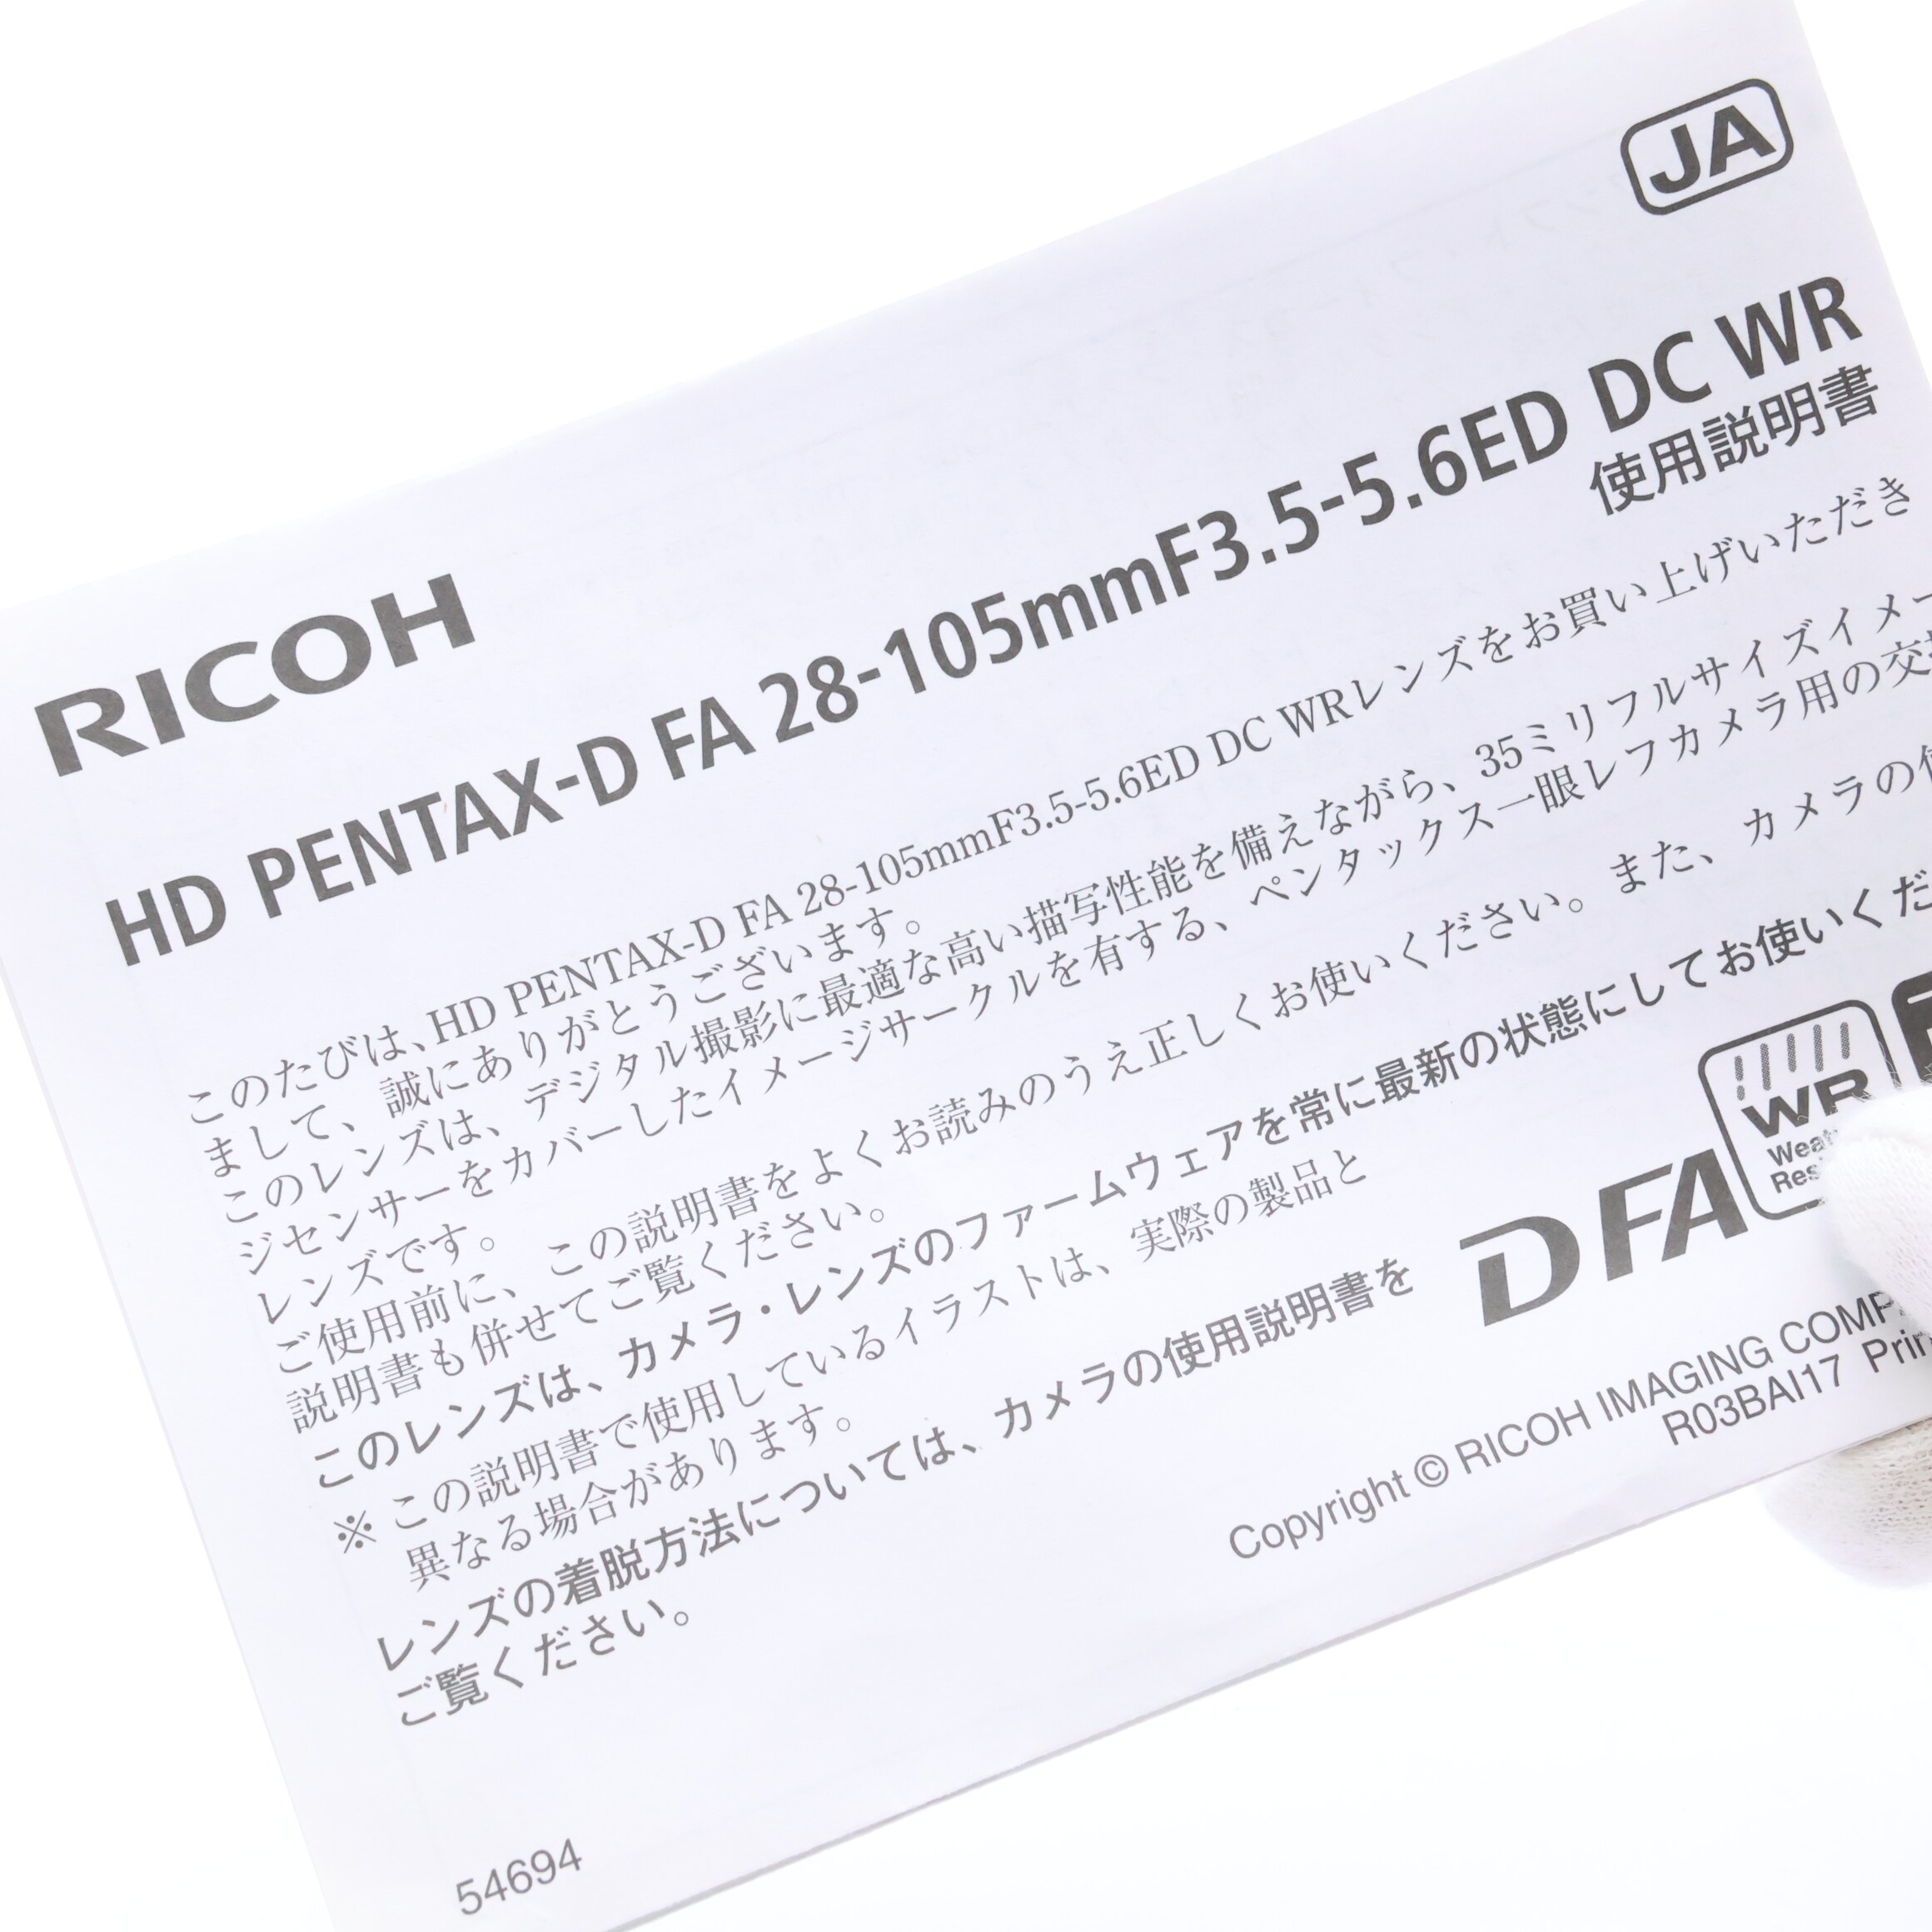 JA
RICOH
HD PENTAX-D FA 28-105mmF3.5-5.6ED DC WR
使用説明書
このたびは、HD PENTAX-D FA 28-105mmF3.5-5.6ED DC WRレンズをお買い上げいただき
まして、誠にありがとうございます。
このレンズは、デジタル撮影に最適な高い描写性能を備えながら、35ミリフルサイズイメー
ジセンサーをカバーしたイメージサークルを有する、ペンタックス一眼レフカメラ用の交
レンズです。
ご使用前に、この説明書をよくお読みのうえ正しくお使いください。また、カメラの
説明書も併せてご覧ください。
このレンズは、カメラ・レンズのファームウェアを常に最新の状態にしてお使いくだ
※ この説明書で使用しているイラストは、実際の製品と
異なる場合があります。
レンズの着脱方法については、カメラの使用説明書を
ご覧ください。
D FA
WR
Copyright © RICOH IMAGING
R03BAI17
54694